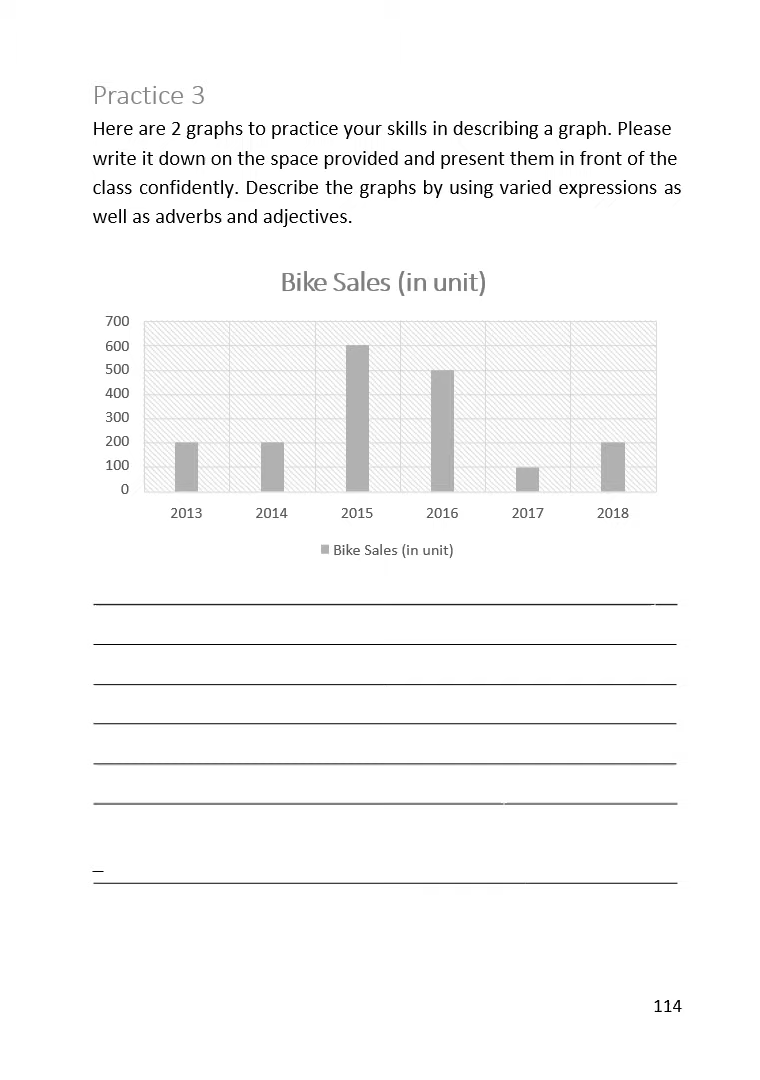 Practice 3
Here are 2 graphs to practice your skills in describing a graph. Please
write it down on the space provided and present them in front of the
class confidently. Describe the graphs by using varied expressions as
well as adverbs and adjectives.
Bike Sales (in unit)
700
600
500
400
300
200
100
0
2013 2014 2015 2016 2017 2018
Bike Sales (in unit)
114